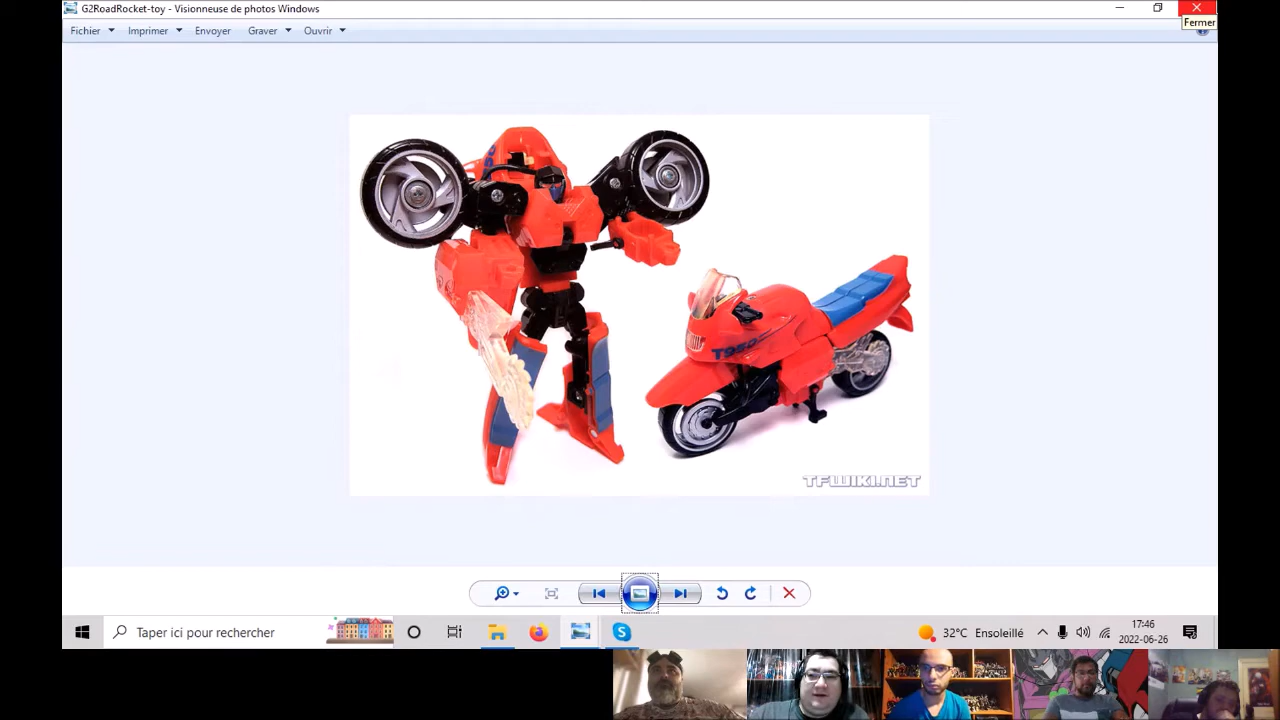 G2RoadRocket-toy - Visionneuse de photos Windows
Fermer
Fichier Imprimer Envoyer Graver Ouvrir
T950
TFWIKI.NET
Taper ici pour rechercher
32°C Ensoleillé
17:46
2022-06-26